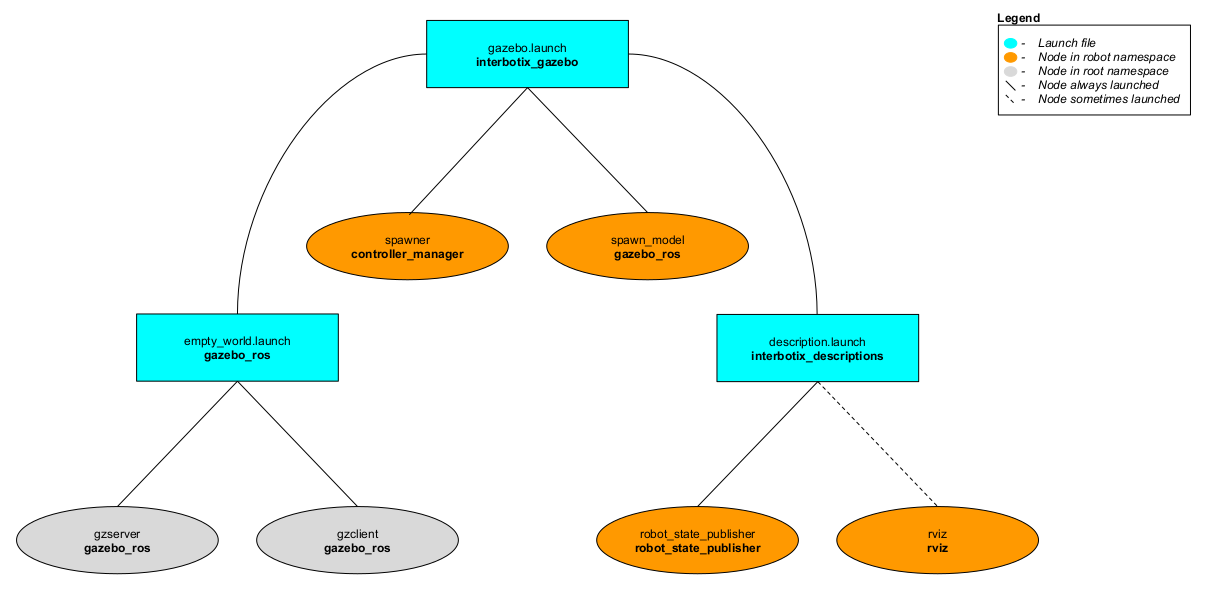 Legend
- Launch file
- Node in robot namespace
- Node in root namespace
- Node always launched
- Node sometimes launched
gazebo.launch
interbotix_gazebo
spawner
controller_manager
spawn_model
gazebo_ros
empty_world.launch
gazebo_ros
description.launch
interbotix_descriptions
gzserver
gazebo_ros
gzclient
gazebo_ros
robot_state_publisher
robot_state_publisher
rviz
rviz